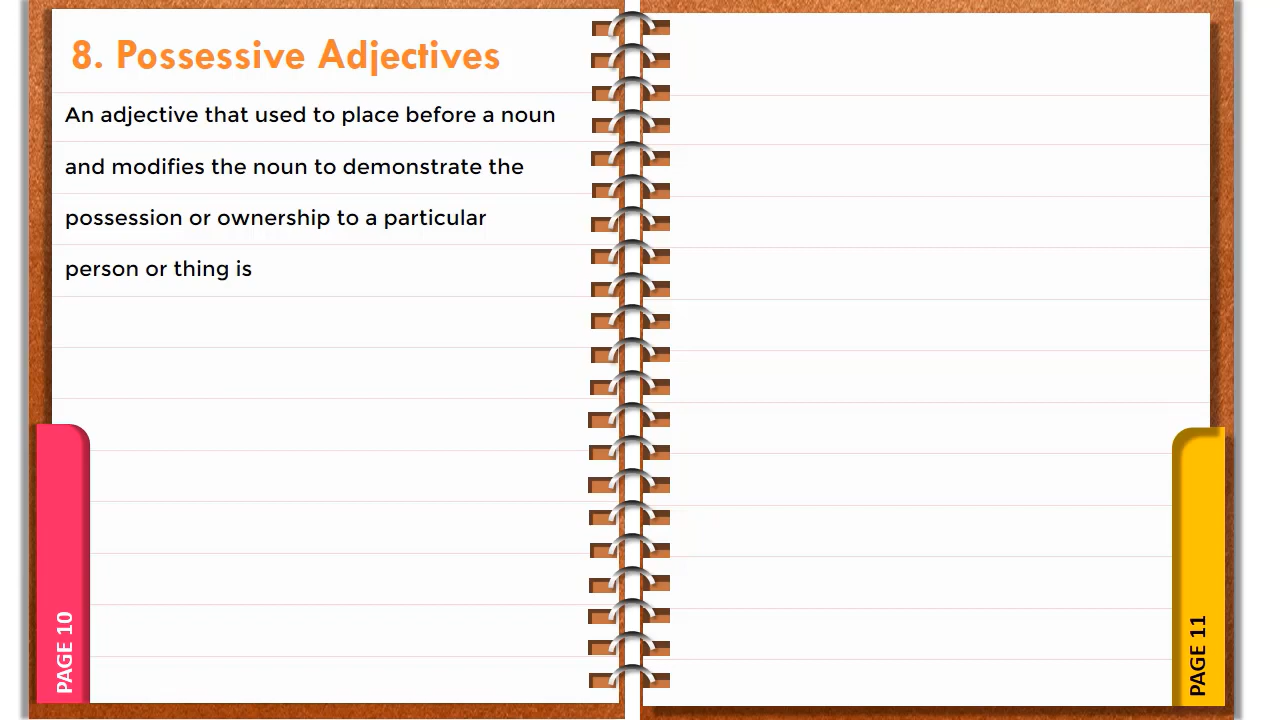 8. Possessive Adjectives
An adjective that used to place before a noun
and modifies the noun to demonstrate the
possession or ownership to a particular
person or thing is
PAGE 10
PAGE 11